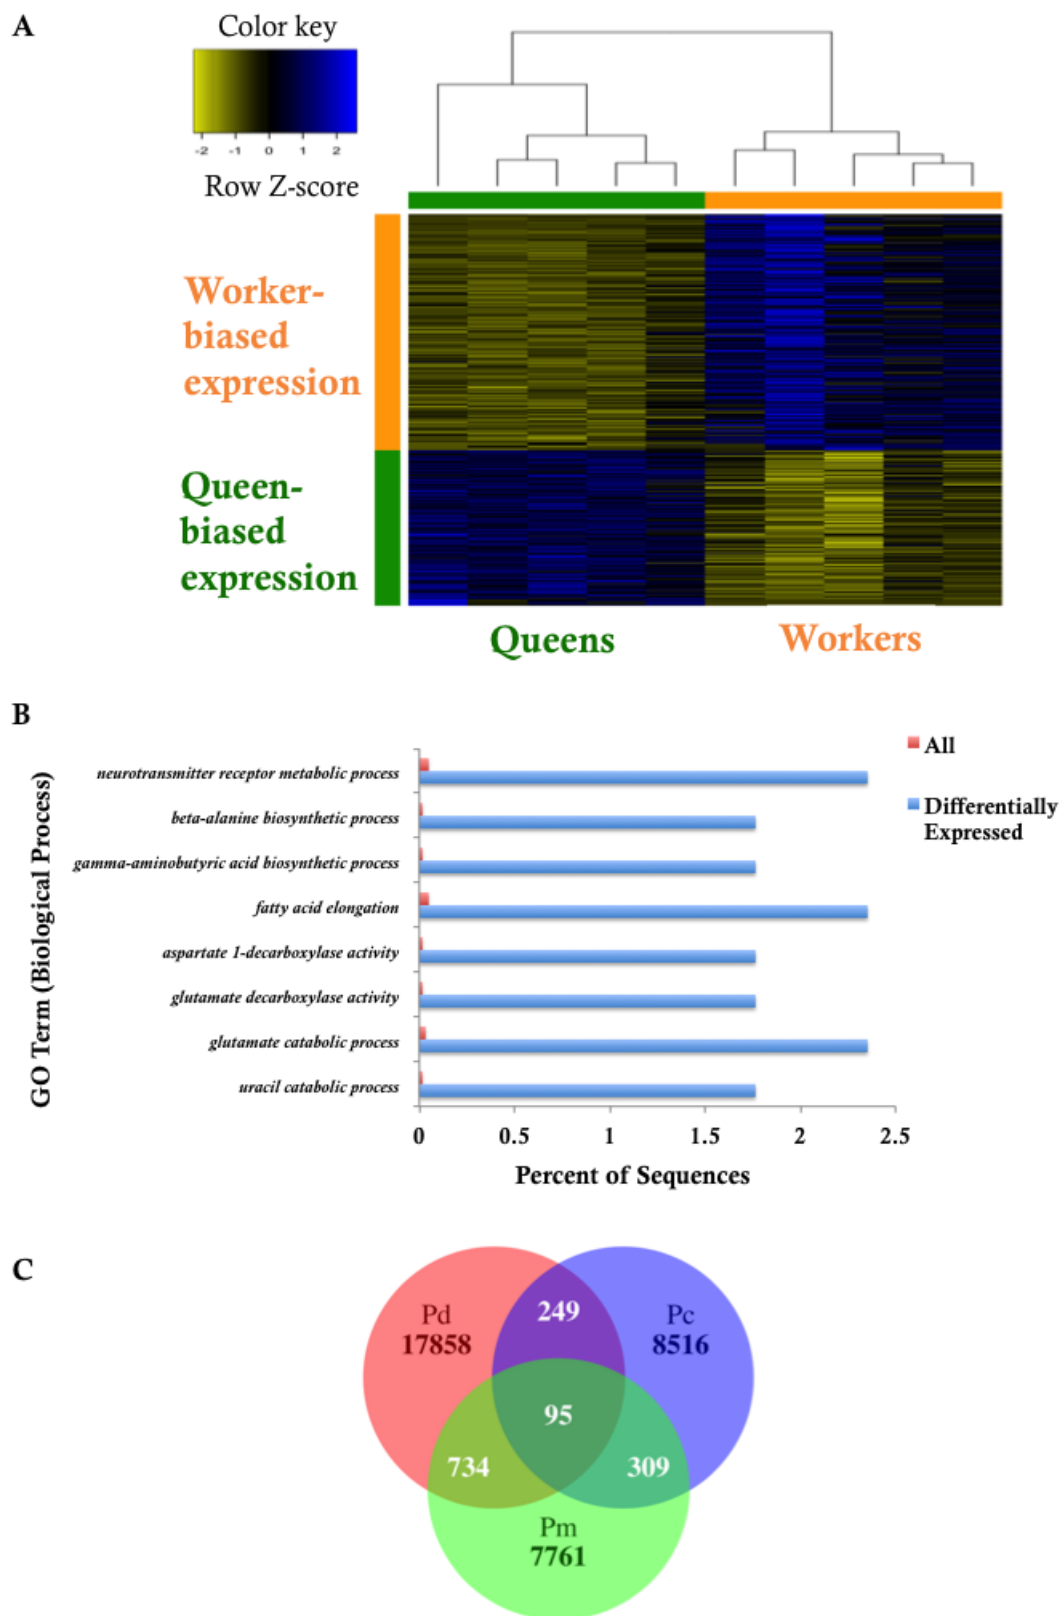 A
Color key
-2 -1 0 1 2
Row Z-score
Worker-
biased
expression
Queen-
biased
expression
Queens
Workers
B
All
Differentially
Expressed
GO Term (Biological Process)
neurotransmitter receptor metabolic process
beta-alanine biosynthetic process
gamma-aminobutyric acid biosynthetic process
fatty acid elongation
aspartate 1-decarboxylase activity
glutamate decarboxylase activity
glutamate catabolic process
uracil catabolic process
0 0.5 1 1.5 2 2.5
Percent of Sequences
C
Pd
17858
249
Pc
8516
95
734
309
Pm
7761